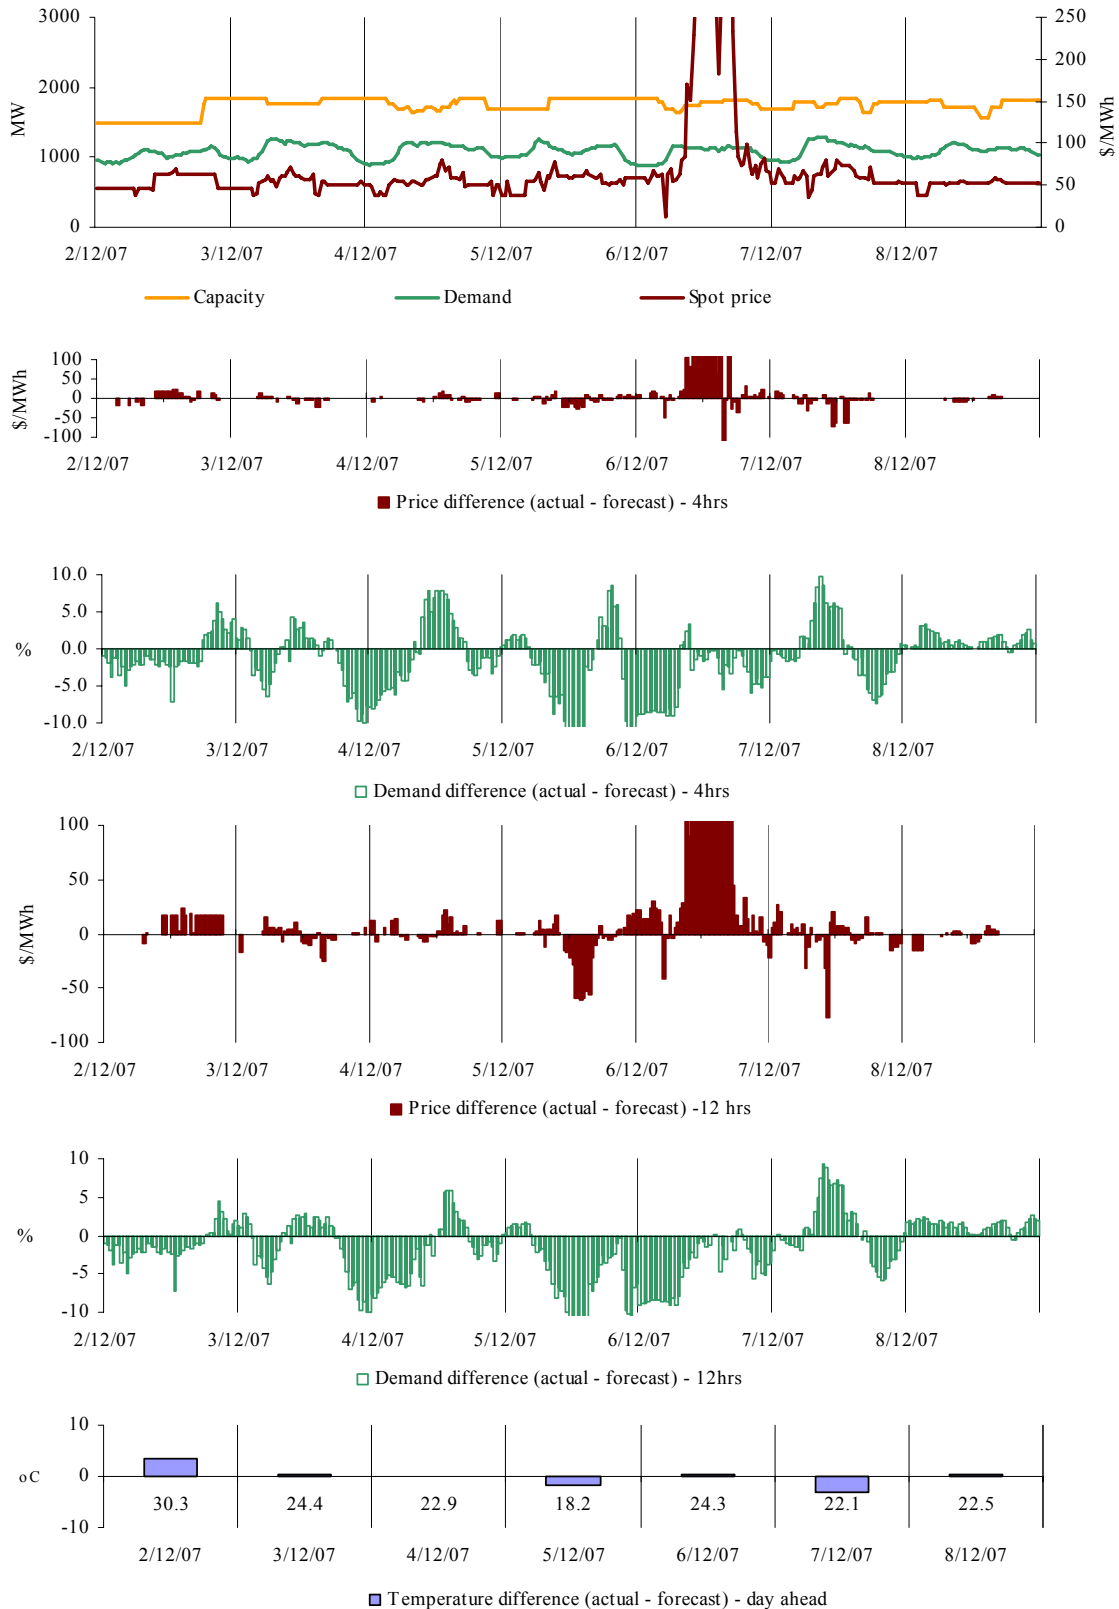 3000
2000
1000
0
MW
250
200
150
100
50
0
$/MWh
2/12/07 3/12/07 4/12/07 5/12/07 6/12/07 7/12/07 8/12/07
Capacity Demand Spot price
100
50
0
-50
-100
$/MWh
2/12/07 3/12/07 4/12/07 5/12/07 6/12/07 7/12/07 8/12/07
Price difference (actual - forecast) - 4hrs
10.0
5.0
0.0
-5.0
-10.0
%
2/12/07 3/12/07 4/12/07 5/12/07 6/12/07 7/12/07 8/12/07
Demand difference (actual - forecast) - 4hrs
100
50
0
-50
-100
$/MWh
2/12/07 3/12/07 4/12/07 5/12/07 6/12/07 7/12/07 8/12/07
Price difference (actual - forecast) -12 hrs
10
5
0
-5
-10
%
2/12/07 3/12/07 4/12/07 5/12/07 6/12/07 7/12/07 8/12/07
Demand difference (actual - forecast) - 12hrs
10
0
-10
oC
30.3 24.4 22.9 18.2 24.3 22.1 22.5
2/12/07 3/12/07 4/12/07 5/12/07 6/12/07 7/12/07 8/12/07
Temperature difference (actual - forecast) - day ahead